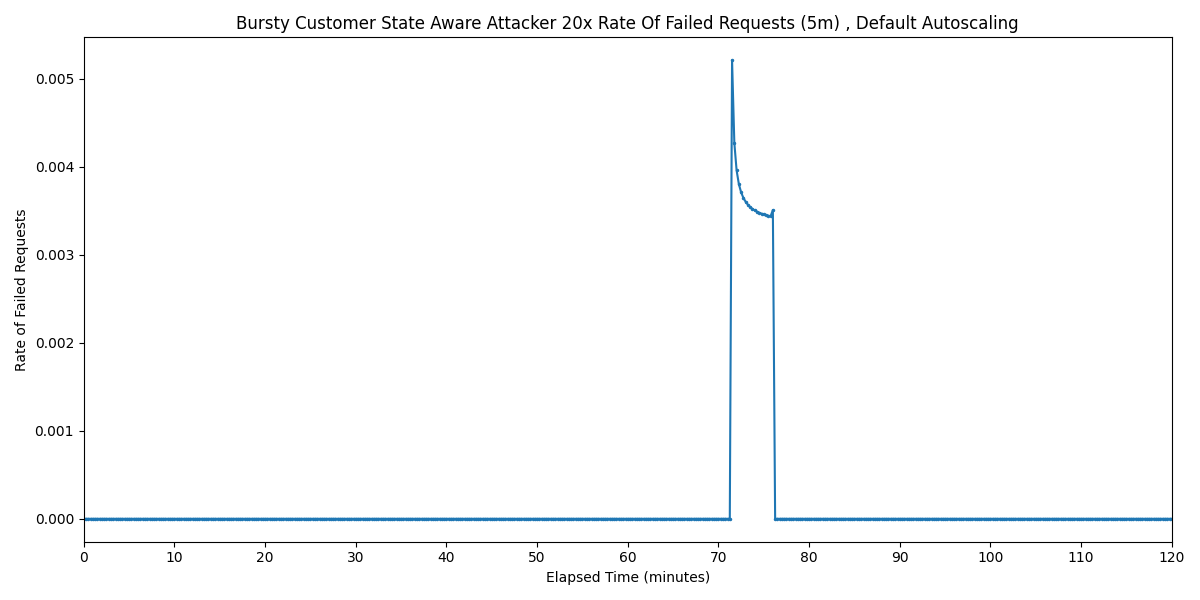 Bursty Customer State Aware Attacker 20x Rate Of Failed Requests (5m) , Default Autoscaling
Rate of Failed Requests
0.005
0.004
0.003
0.002
0.001
0.000
0 10 20 30 40 50 60 70 80 90 100 110 120
Elapsed Time (minutes)